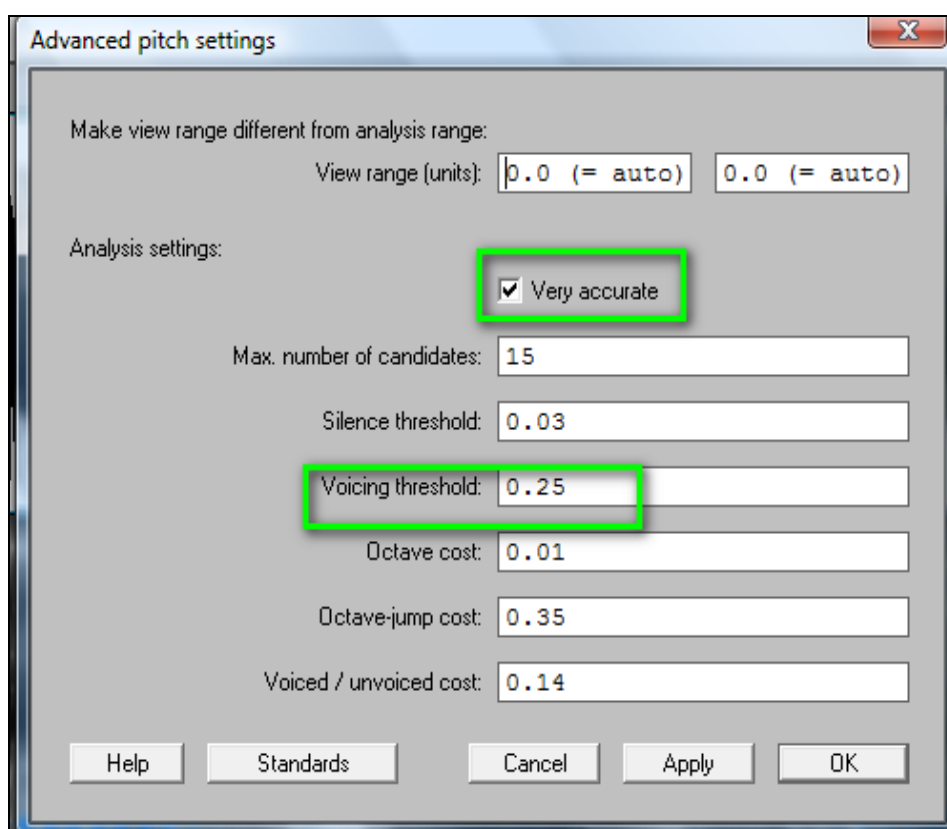 Advanced pitch settings
X
Make view range different from analysis range:
View range (units): 0.0 (= auto) 0.0 (= auto)
Analysis settings:
Very accurate
Max. number of candidates: 15
Silence threshold: 0.03
Voicing threshold: 0.25
Octave cost: 0.01
Octave-jump cost: 0.35
Voiced / unvoiced cost: 0.14
Help Standards Cancel Apply OK